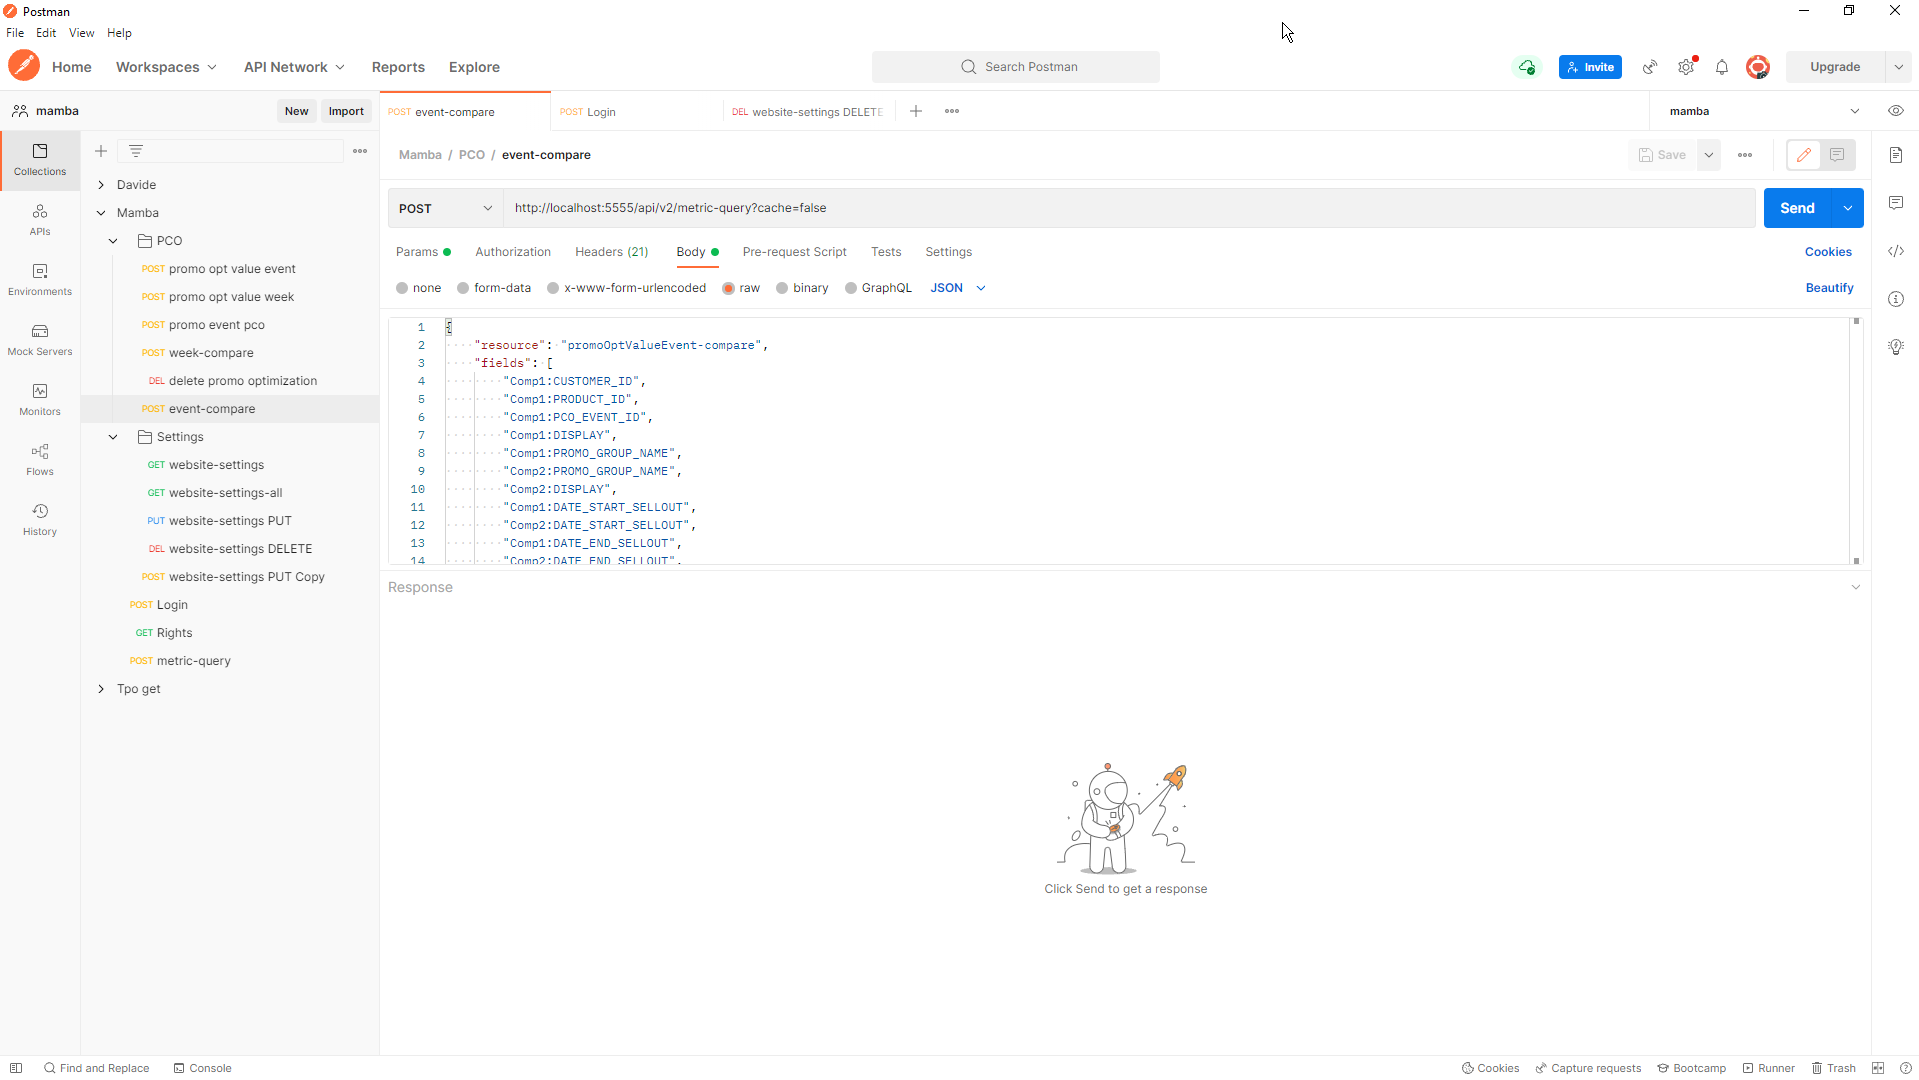 Postman
File Edit View Help
Home Workspaces API Network Reports Explore Search Postman Invite Upgrade
mamba New Import POST event-compare POST Login DEL website-settings DELETE mamba
Collections
APIs
Environments
Mock Servers
Monitors
Flows
History
Davide
Mamba
PCO
POST promo opt value event
POST promo opt value week
POST promo event pco
POST week-compare
DEL delete promo optimization
POST event-compare
Settings
GET website-settings
GET website-settings-all
PUT website-settings PUT
DEL website-settings DELETE
POST website-settings PUT Copy
POST Login
GET Rights
POST metric-query
Tpo get
Mamba / PCO / event-compare Save
POST http://localhost:5555/api/v2/metric-query?cache=false Send
Params Authorization Headers (21) Body Pre-request Script Tests Settings Cookies
none form-data x-www-form-urlencoded raw binary GraphQL JSON Beautify
1 {
2 "resource": "promoOptValueEvent-compare",
3 "fields": [
4 "Comp1:CUSTOMER_ID",
5 "Comp1:PRODUCT_ID",
6 "Comp1:PCO_EVENT_ID",
7 "Comp1:DISPLAY",
8 "Comp1:PROMO_GROUP_NAME",
9 "Comp2:PROMO_GROUP_NAME",
10 "Comp2:DISPLAY",
11 "Comp1:DATE_START_SELLOUT",
12 "Comp2:DATE_START_SELLOUT",
13 "Comp1:DATE_END_SELLOUT",
14 "Comp2:DATE_END_SELLOUT",
Response
Click Send to get a response
Find and Replace Console Cookies Capture requests Bootcamp Runner Trash